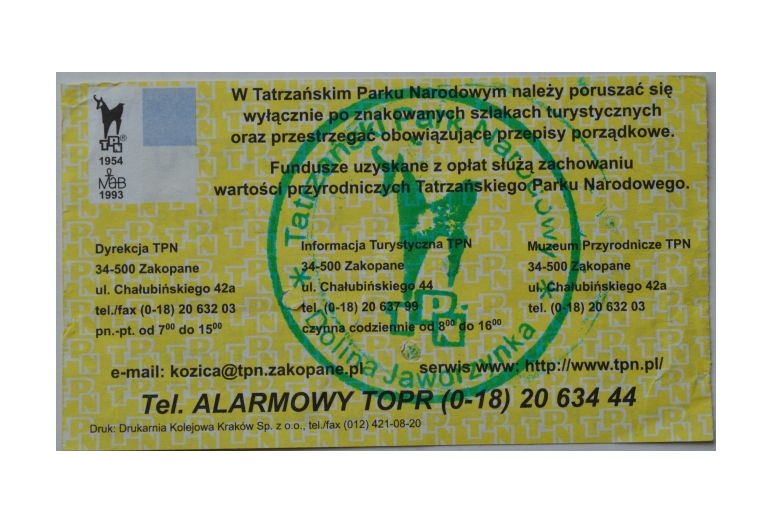 W Tatrzańskim Parku Narodowym należy poruszać się
wyłącznie po znakowanych szlakach turystycznych
oraz przestrzegać obowiązujące przepisy porządkowe.
Fundusze uzyskane z opłat służą zachowaniu
wartości przyrodniczych Tatrzańskiego Parku Narodowego.
TPN®
1954
MaB
1993
Dyrekcja TPN
34-500 Zakopane
ul. Chałubińskiego 42a
tel./fax (0-18) 20 632 03
pn.-pt. od 7⁰⁰ do 15⁰⁰
Informacja Turystyczna TPN
34-500 Zakopane
ul. Chałubińskiego 44
tel. (0-18) 20 637 99
czynna codziennie od 8⁰⁰ do 16⁰⁰
Muzeum Przyrodnicze TPN
34-500 Zakopane
ul. Chałubińskiego 42a
tel. (0-18) 20 632 03
Tatrzański Park Narodowy
TPN
* Dolina Jaworzynka *
e-mail: kozica@tpn.zakopane.pl
serwis www: http://www.tpn.pl/
Tel. ALARMOWY TOPR (0-18) 20 634 44
Druk: Drukarnia Kolejowa Kraków Sp. z o.o., tel./fax (012) 421-08-20